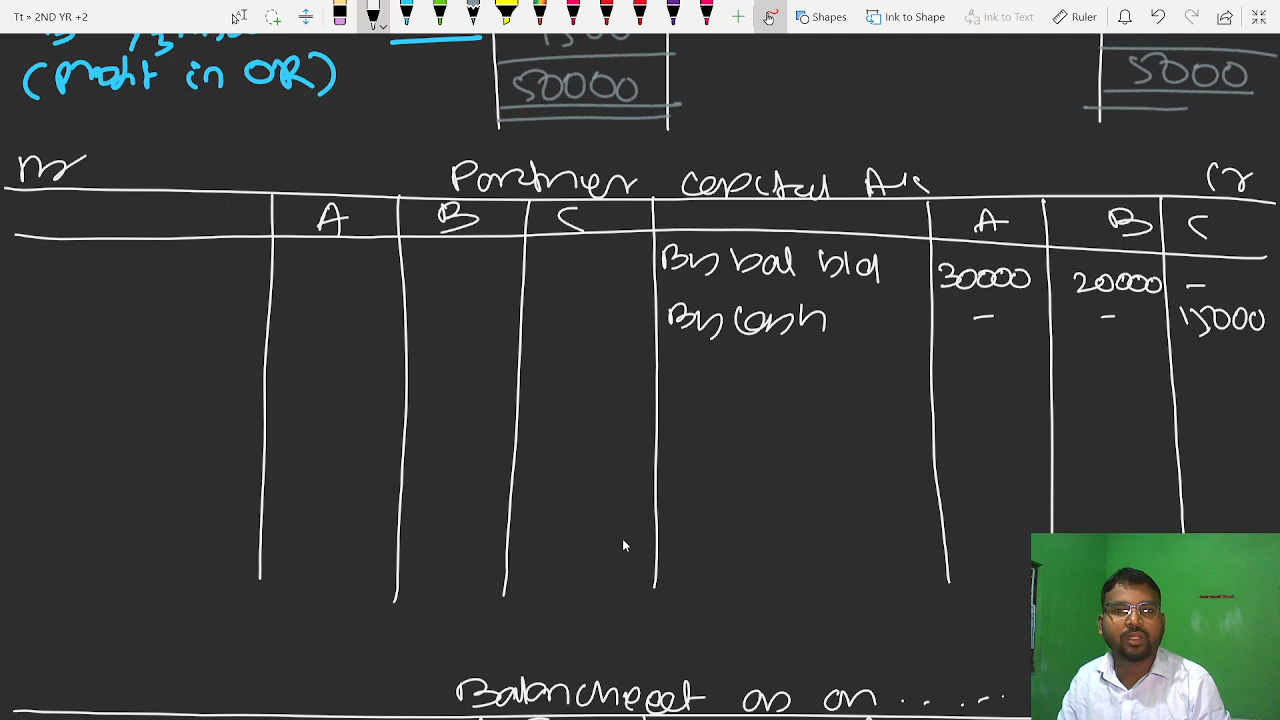 Tt » 2ND YR +2
Shapes
Ink to Shape
Ink to Text
Ruler
(profit in OR)
50000
5000
Dr Partner capital A/c Cr
A B C A B C
By bal b/d 30000 20000 -
By cash - - 15000
Balancheet as on . . . . .